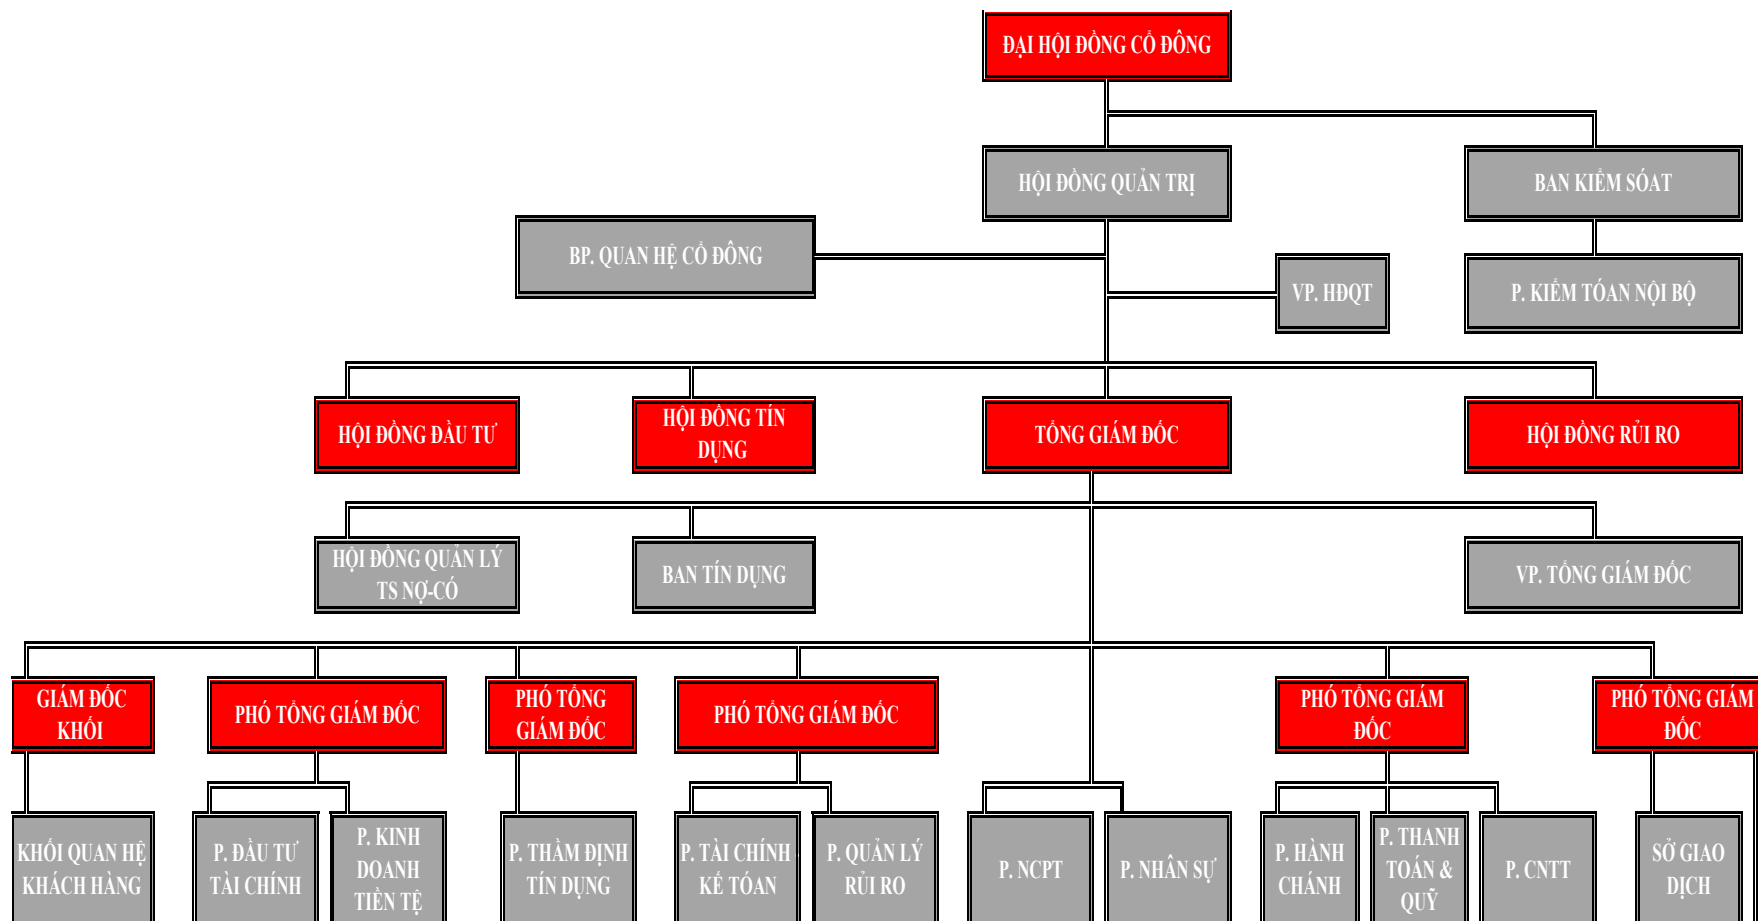 ĐẠI HỘI ĐỒNG CỔ ĐÔNG
HỘI ĐỒNG QUẢN TRỊ
BAN KIỂM SÓAT
BP. QUAN HỆ CỔ ĐÔNG
VP. HĐQT
P. KIỂM TÓAN NỘI BỘ
HỘI ĐỒNG ĐẦU TƯ
HỘI ĐỒNG TÍN
DỤNG
TỔNG GIÁM ĐỐC
HỘI ĐỒNG RỦI RO
HỘI ĐỒNG QUẢN LÝ
TS NỢ-CÓ
BAN TÍN DỤNG
VP. TỔNG GIÁM ĐỐC
GIÁM ĐỐC
KHỐI
PHÓ TỔNG GIÁM ĐỐC
PHÓ TỔNG
GIÁM ĐỐC
PHÓ TỔNG GIÁM ĐỐC
PHÓ TỔNG GIÁM
ĐỐC
PHÓ TỔNG GIÁM
ĐỐC
KHỐI QUAN HỆ
KHÁCH HÀNG
P. ĐẦU TƯ
TÀI CHÍNH
P. KINH
DOANH
TIỀN TỆ
P. THẨM ĐỊNH
TÍN DỤNG
P. TÀI CHÍNH
KẾ TÓAN
P. QUẢN LÝ
RỦI RO
P. NCPT
P. NHÂN SỰ
P. HÀNH
CHÁNH
P. THANH
TOÁN &
QUỸ
P. CNTT
SỞ GIAO
DỊCH